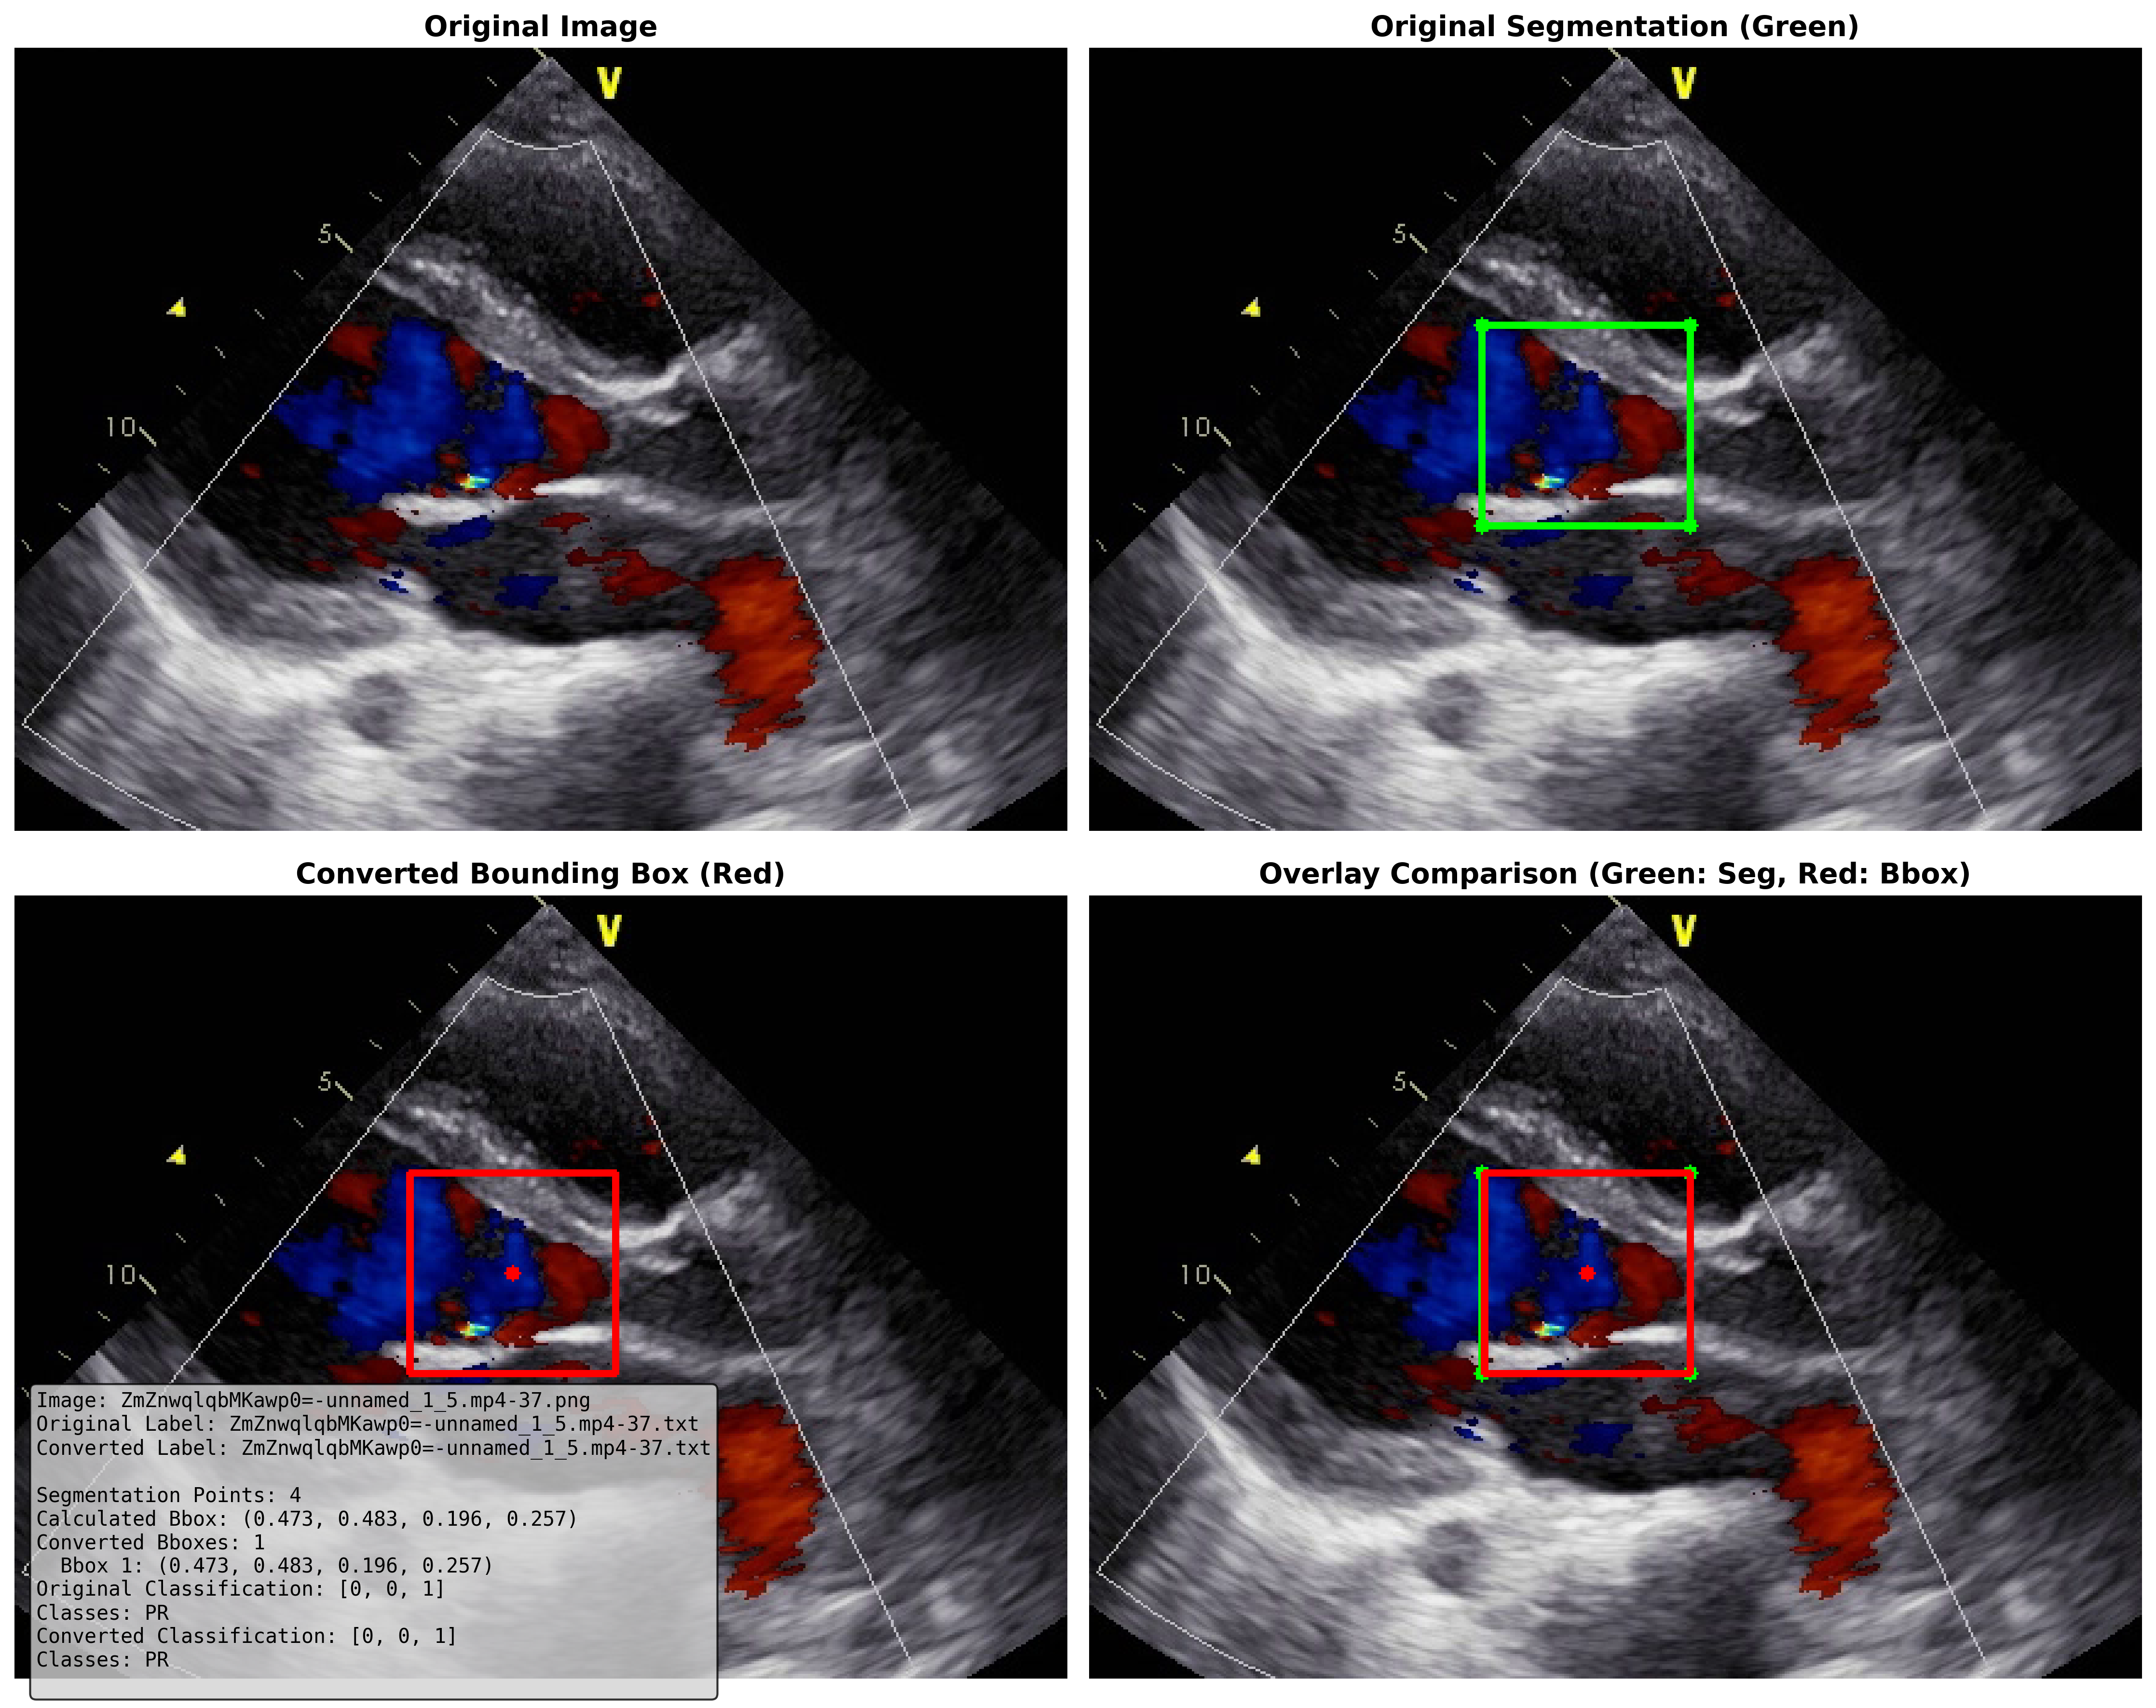 Original Image
Original Segmentation (Green)
V
5
10
V
5
10
Converted Bounding Box (Red)
Overlay Comparison (Green: Seg, Red: Bbox)
V
5
10
V
5
10
Image: ZmZnwqlqbMKawp0=-unnamed_1_5.mp4-37.png
Original Label: ZmZnwqlqbMKawp0=-unnamed_1_5.mp4-37.txt
Converted Label: ZmZnwqlqbMKawp0=-unnamed_1_5.mp4-37.txt
Segmentation Points: 4
Calculated Bbox: (0.473, 0.483, 0.196, 0.257)
Converted Bboxes: 1
Bbox 1: (0.473, 0.483, 0.196, 0.257)
Original Classification: [0, 0, 1]
Classes: PR
Converted Classification: [0, 0, 1]
Classes: PR